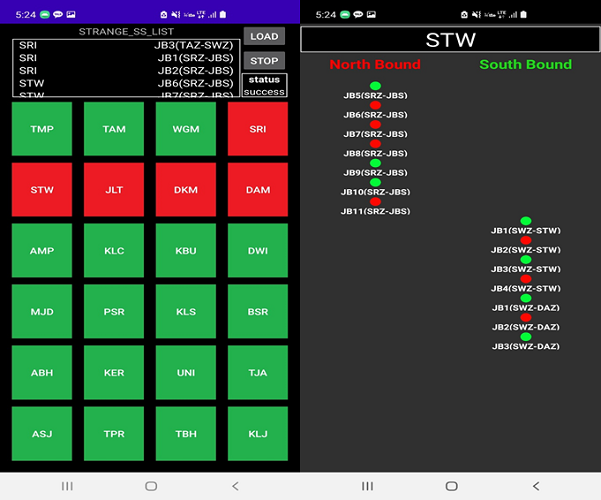 5:24
STRANGE_SS_LIST
LOAD
SRI JB3(TAZ-SWZ)
SRI JB1(SRZ-JBS)
SRI JB2(SRZ-JBS)
STW JB6(SRZ-JBS)
STW JB7(SRZ-JBS)
STOP
status
success
TMP TAM WGM SRI
STW JLT DKM DAM
AMP KLC KBU DWI
MJD PSR KLS BSR
ABH KER UNI TJA
ASJ TPR TBH KLJ
5:24
STW
North Bound South Bound
JB5(SRZ-JBS)
JB6(SRZ-JBS)
JB7(SRZ-JBS)
JB8(SRZ-JBS)
JB9(SRZ-JBS)
JB10(SRZ-JBS)
JB11(SRZ-JBS)
JB1(SWZ-STW)
JB2(SWZ-STW)
JB3(SWZ-STW)
JB4(SWZ-STW)
JB1(SWZ-DAZ)
JB2(SWZ-DAZ)
JB3(SWZ-DAZ)